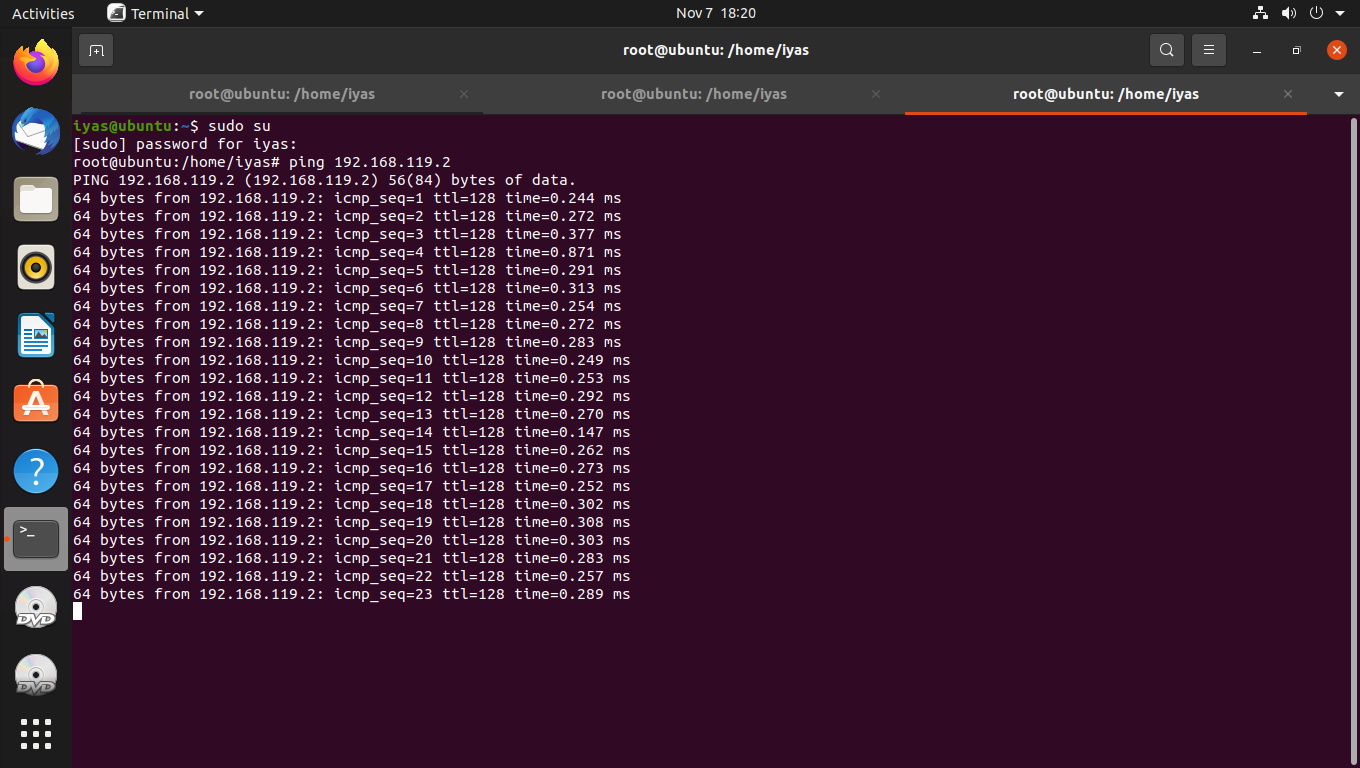 Activities
Terminal
Nov 7 18:20
root@ubuntu: /home/iyas
root@ubuntu: /home/iyas
root@ubuntu: /home/iyas
root@ubuntu: /home/iyas
iyas@ubuntu:~$ sudo su
[sudo] password for iyas:
root@ubuntu:/home/iyas# ping 192.168.119.2
PING 192.168.119.2 (192.168.119.2) 56(84) bytes of data.
64 bytes from 192.168.119.2: icmp_seq=1 ttl=128 time=0.244 ms
64 bytes from 192.168.119.2: icmp_seq=2 ttl=128 time=0.272 ms
64 bytes from 192.168.119.2: icmp_seq=3 ttl=128 time=0.377 ms
64 bytes from 192.168.119.2: icmp_seq=4 ttl=128 time=0.871 ms
64 bytes from 192.168.119.2: icmp_seq=5 ttl=128 time=0.291 ms
64 bytes from 192.168.119.2: icmp_seq=6 ttl=128 time=0.313 ms
64 bytes from 192.168.119.2: icmp_seq=7 ttl=128 time=0.254 ms
64 bytes from 192.168.119.2: icmp_seq=8 ttl=128 time=0.272 ms
64 bytes from 192.168.119.2: icmp_seq=9 ttl=128 time=0.283 ms
64 bytes from 192.168.119.2: icmp_seq=10 ttl=128 time=0.249 ms
64 bytes from 192.168.119.2: icmp_seq=11 ttl=128 time=0.253 ms
64 bytes from 192.168.119.2: icmp_seq=12 ttl=128 time=0.292 ms
64 bytes from 192.168.119.2: icmp_seq=13 ttl=128 time=0.270 ms
64 bytes from 192.168.119.2: icmp_seq=14 ttl=128 time=0.147 ms
64 bytes from 192.168.119.2: icmp_seq=15 ttl=128 time=0.262 ms
64 bytes from 192.168.119.2: icmp_seq=16 ttl=128 time=0.273 ms
64 bytes from 192.168.119.2: icmp_seq=17 ttl=128 time=0.252 ms
64 bytes from 192.168.119.2: icmp_seq=18 ttl=128 time=0.302 ms
64 bytes from 192.168.119.2: icmp_seq=19 ttl=128 time=0.308 ms
64 bytes from 192.168.119.2: icmp_seq=20 ttl=128 time=0.303 ms
64 bytes from 192.168.119.2: icmp_seq=21 ttl=128 time=0.283 ms
64 bytes from 192.168.119.2: icmp_seq=22 ttl=128 time=0.257 ms
64 bytes from 192.168.119.2: icmp_seq=23 ttl=128 time=0.289 ms
DVD
DVD